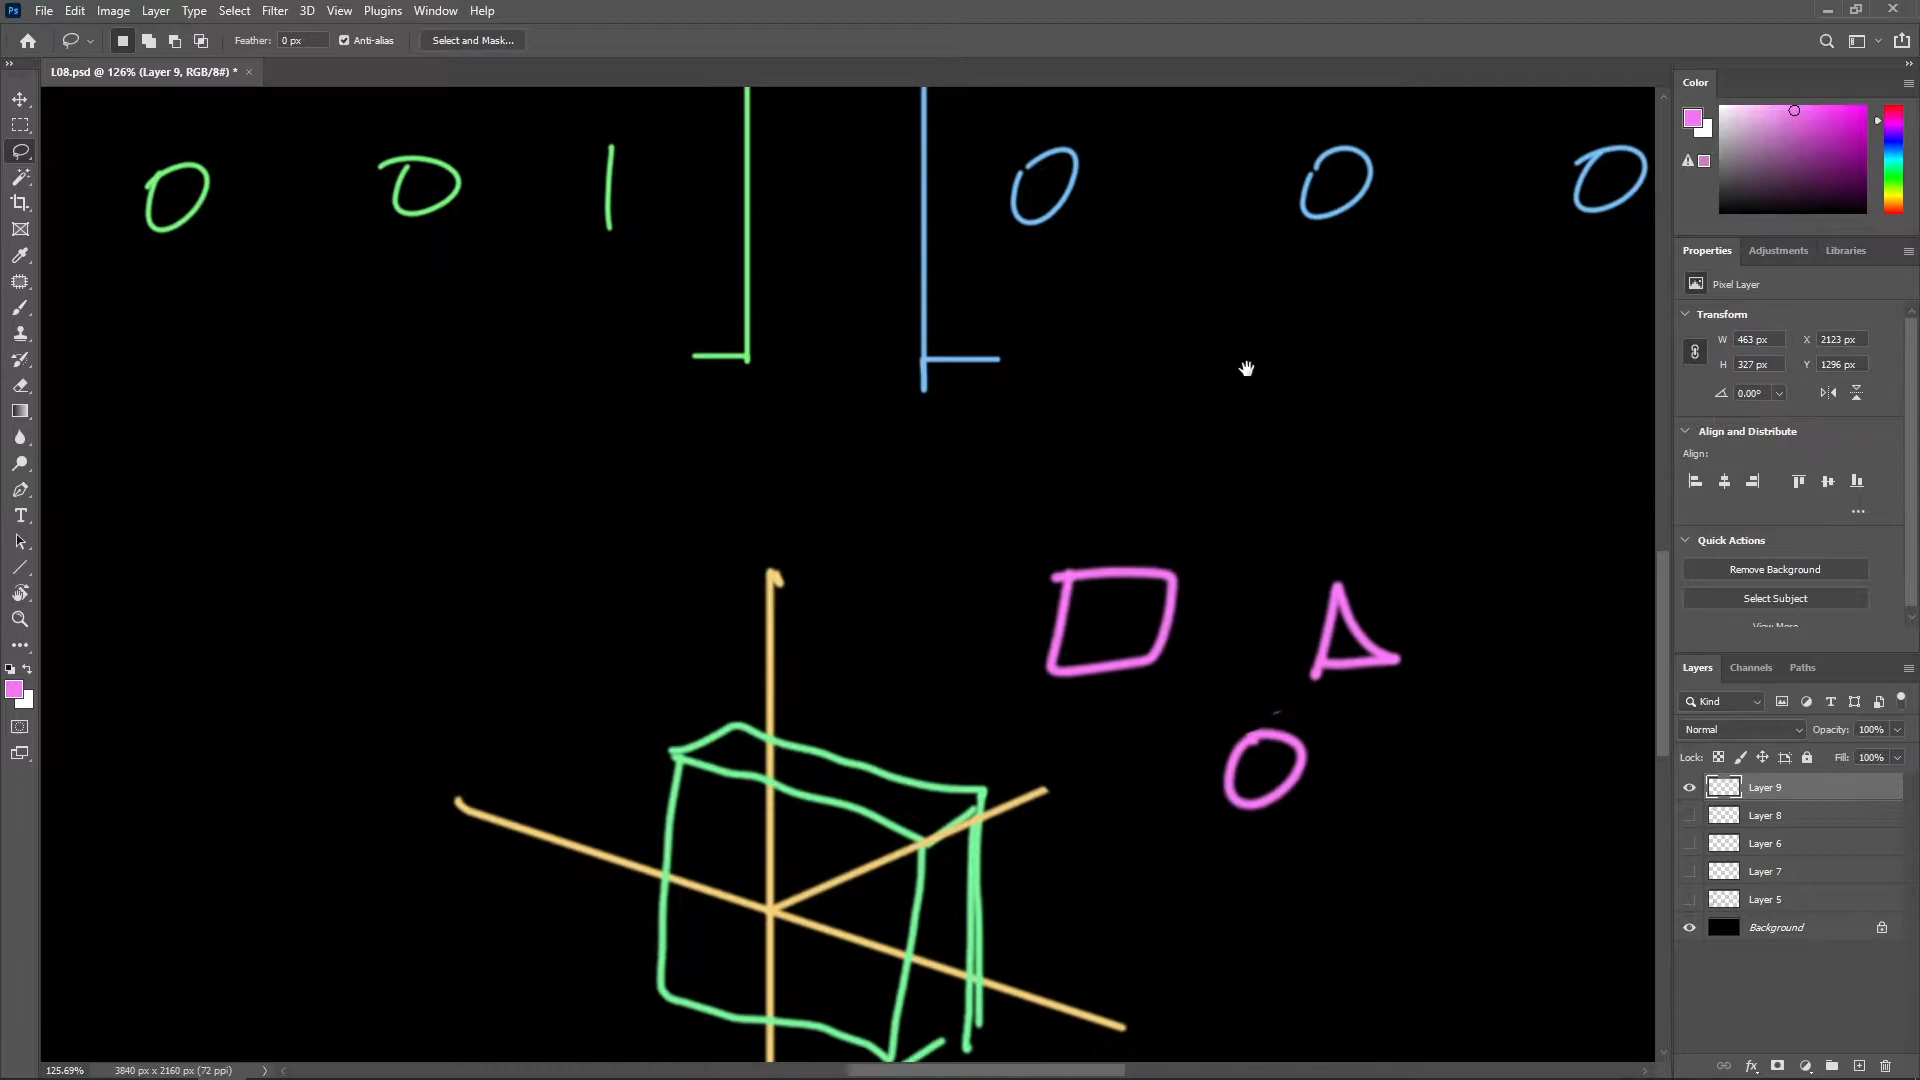 Ps File Edit Image Layer Type Select Filter 3D View Plugins Window Help
Feather: 0 px Anti-alias Select and Mask...
L08.psd @ 126% (Layer 9, RGB/8#) * ×
Color
0 0 1 0 0 0
Properties Adjustments Libraries
Pixel Layer
Transform
W 463 px X 2123 px
H 327 px Y 1296 px
0.00°
Align and Distribute
Align:
Quick Actions
Remove Background
Select Subject
View More
Layers Channels Paths
Kind
Normal Opacity: 100%
Lock: Fill: 100%
Layer 9
Layer 8
Layer 6
Layer 7
Layer 5
Background
125.69% 3840 px x 2160 px (72 ppi)